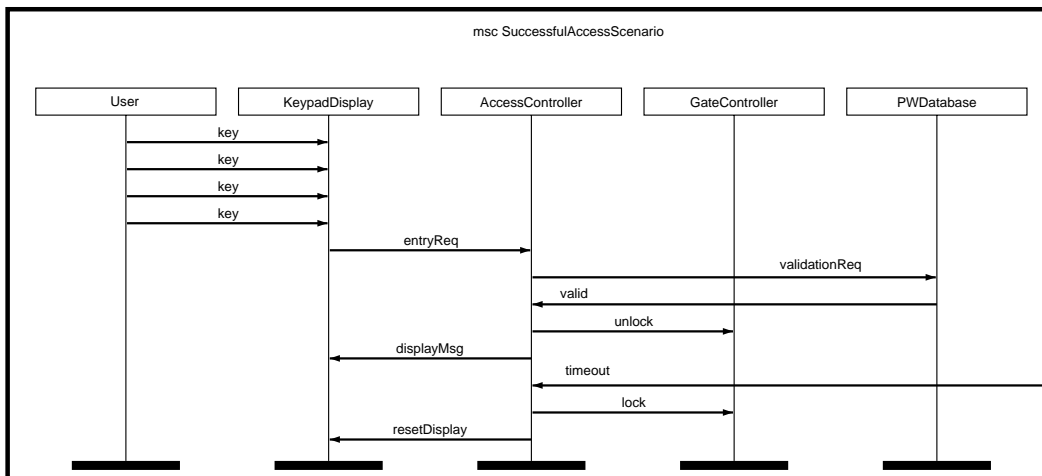 msc SuccessfulAccessScenario
User
KeypadDisplay
AccessController
GateController
PWDatabase
key
key
key
key
entryReq
validationReq
valid
unlock
displayMsg
timeout
lock
resetDisplay